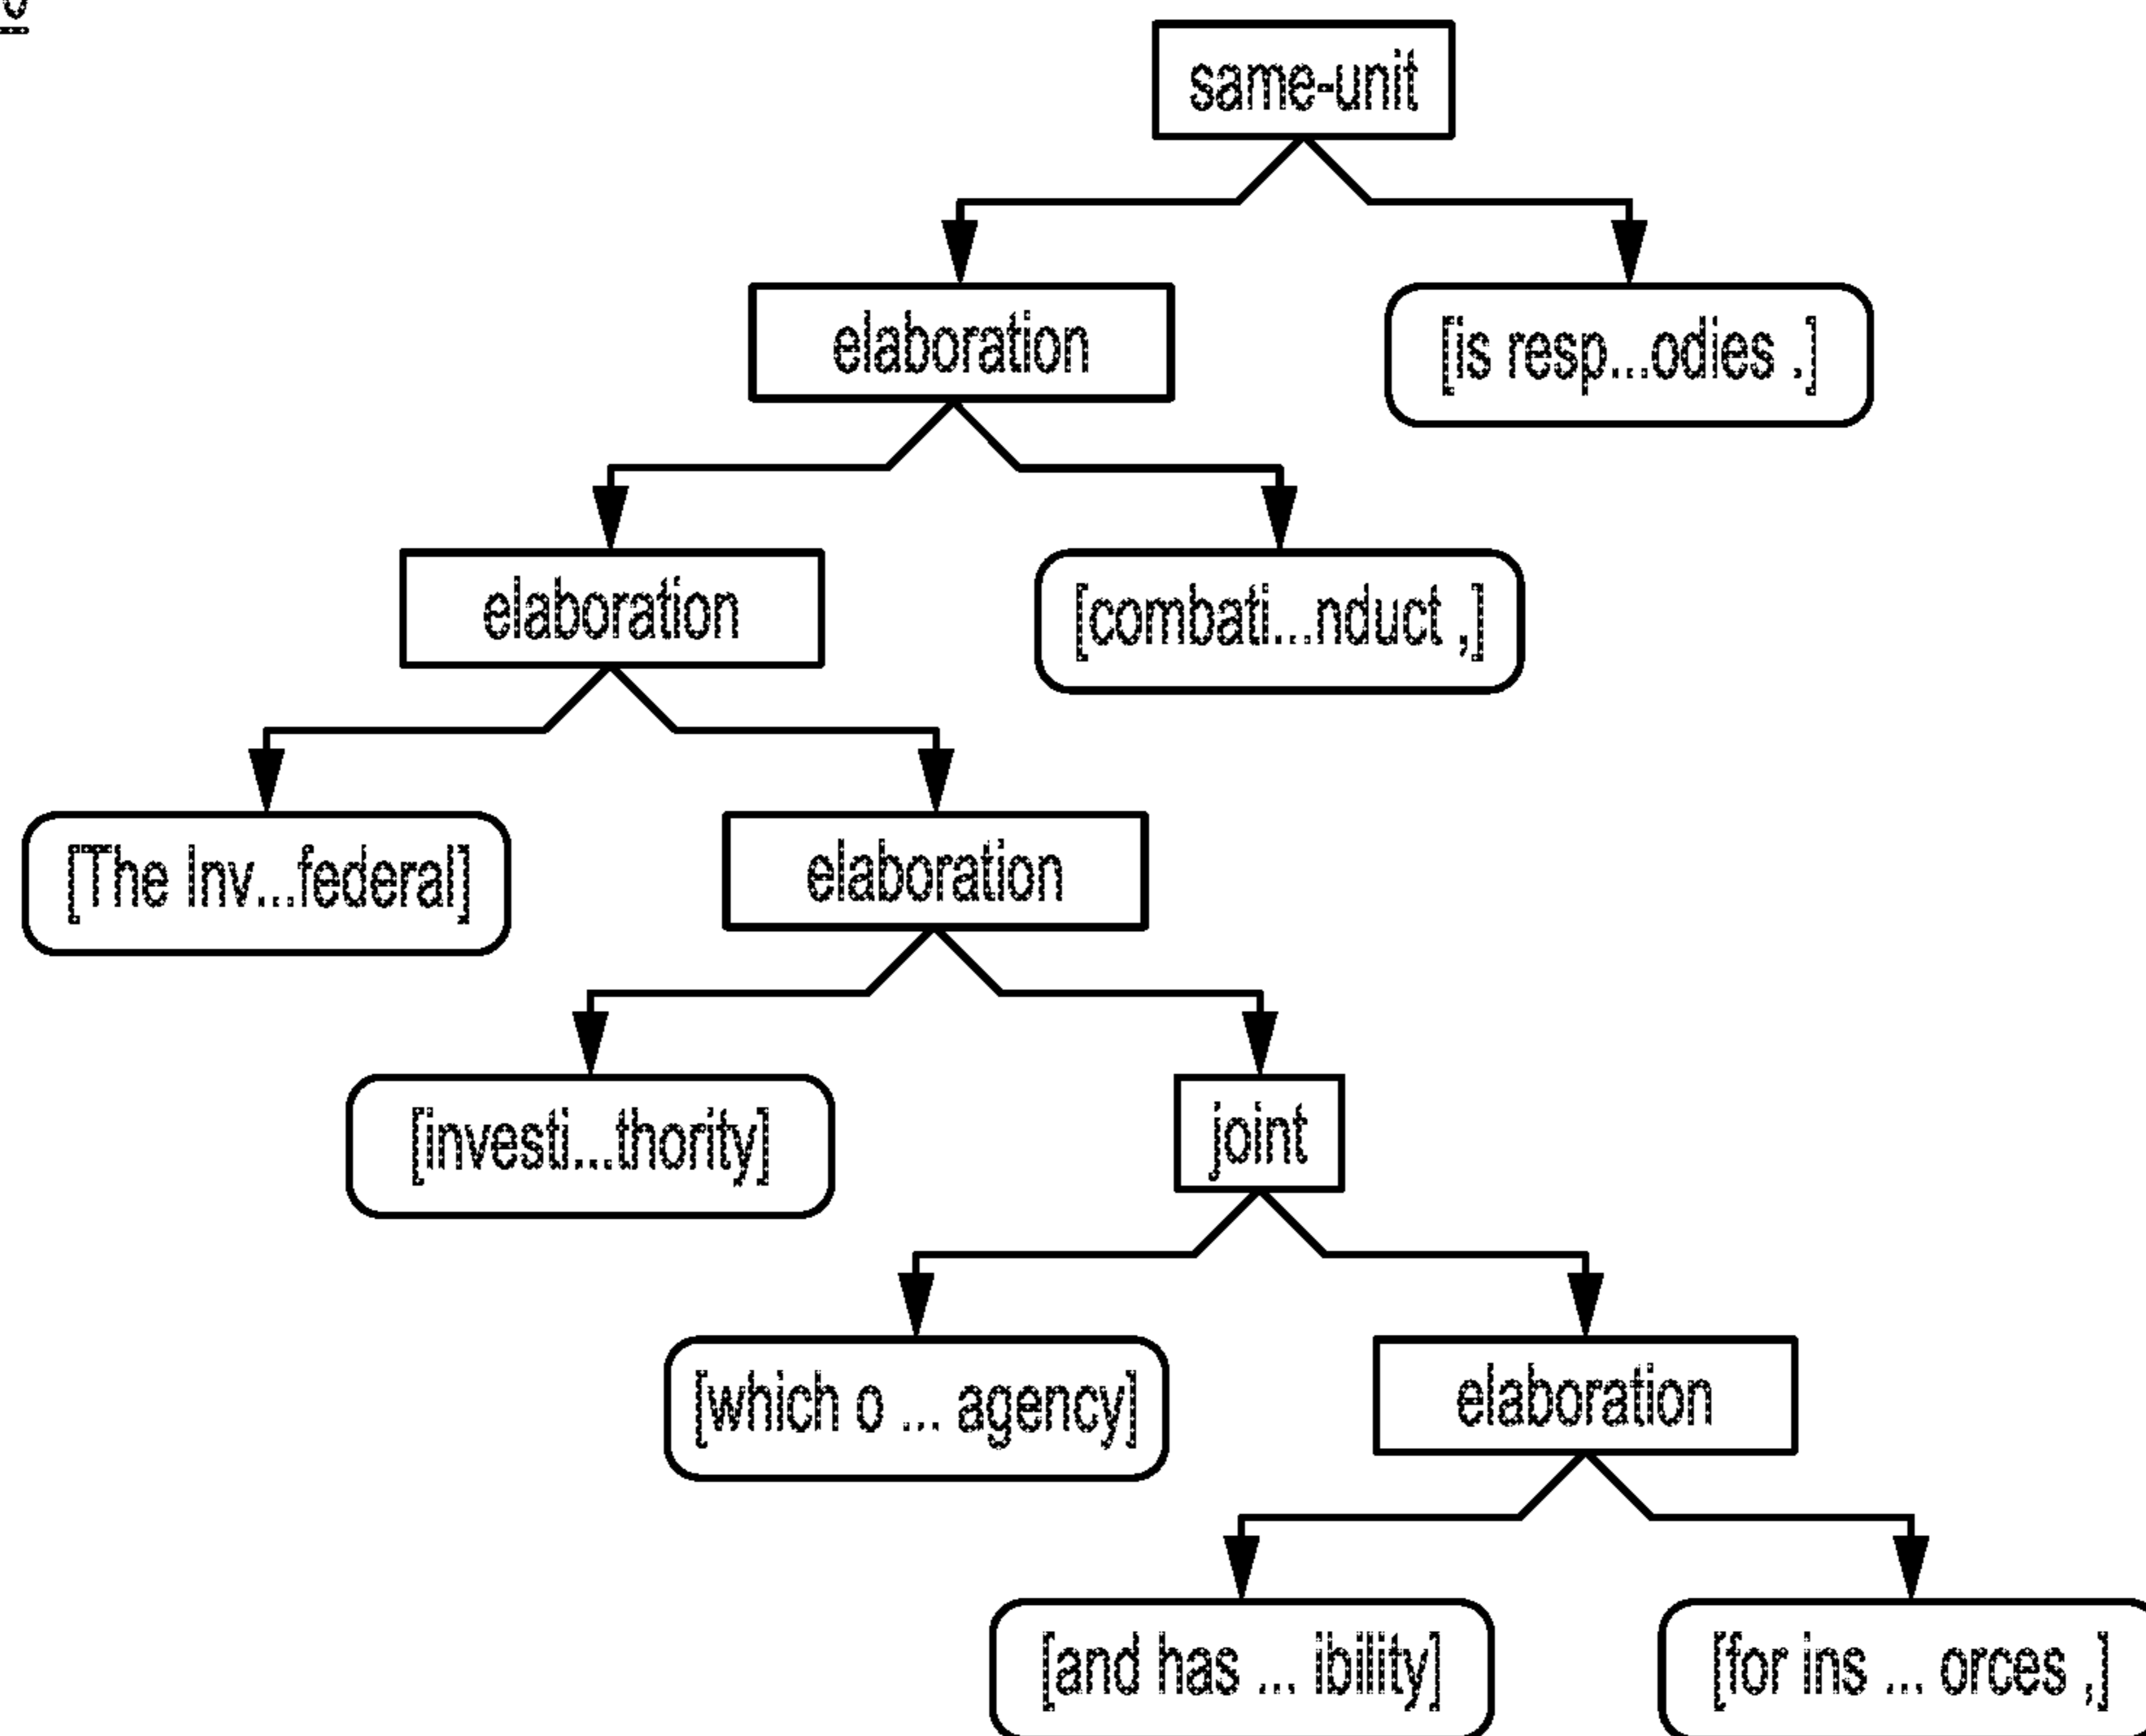 same-unit
elaboration
[is resp...odies .]
elaboration
[combati...nduct ,]
[The Inv...federal]
elaboration
[investi...thority]
joint
[which o ... agency]
elaboration
[and has ... ibility]
[for ins ... orces ,]